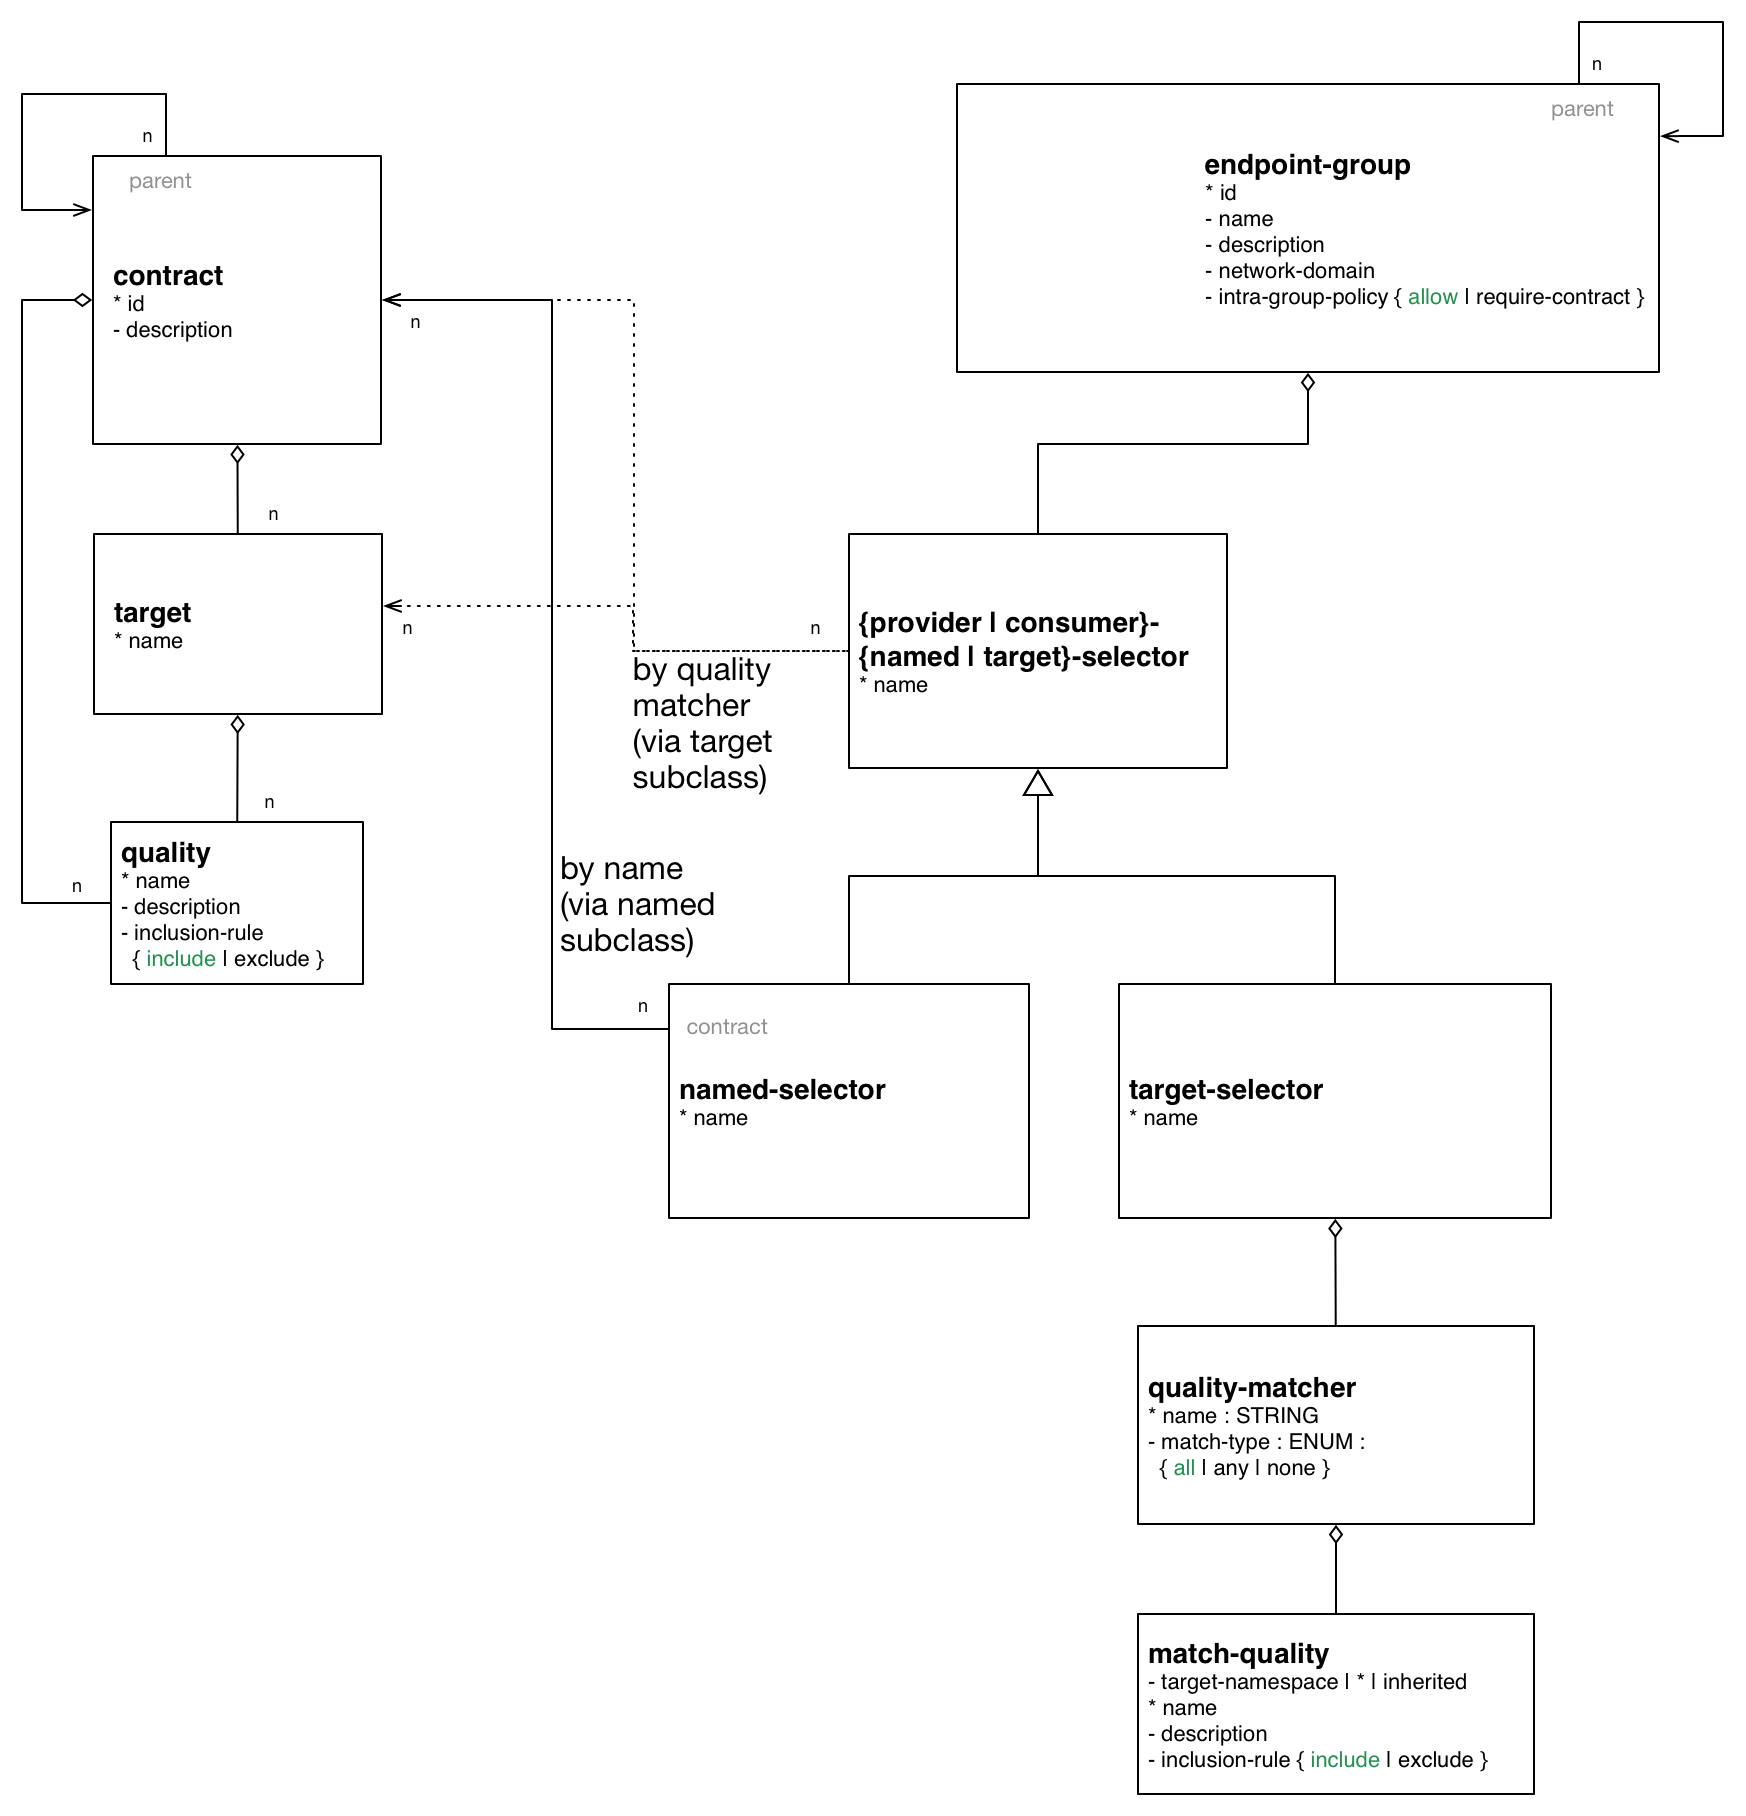 n
parent
contract
* id
- description
n
n
parent
endpoint-group
* id
- name
- description
- network-domain
- intra-group-policy { allow | require-contract }
n
target
* name
n
n
{provider | consumer}-
{named | target}-selector
* name
by quality
matcher
(via target
subclass)
n
quality
* name
- description
- inclusion-rule
{ include | exclude }
n
by name
(via named
subclass)
n
contract
named-selector
* name
target-selector
* name
quality-matcher
* name : STRING
- match-type : ENUM :
{ all | any | none }
match-quality
- target-namespace | * | inherited
* name
- description
- inclusion-rule { include | exclude }